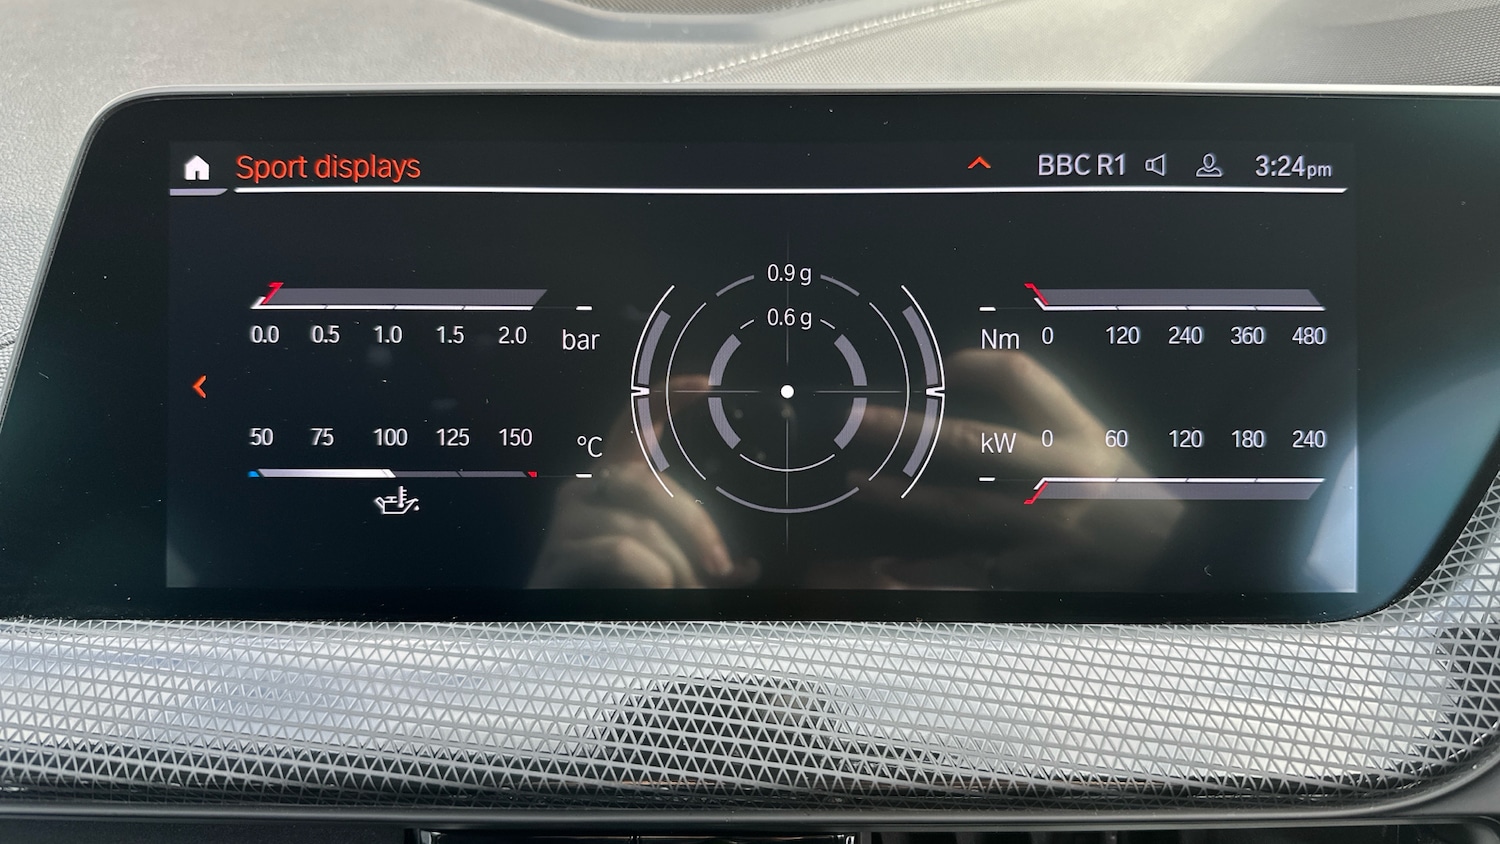 Sport displays
BBC R1
3:24pm
0.0 0.5 1.0 1.5 2.0 bar
50 75 100 125 150 °C
0.9 g
0.6 g
Nm 0 120 240 360 480
kW 0 60 120 180 240